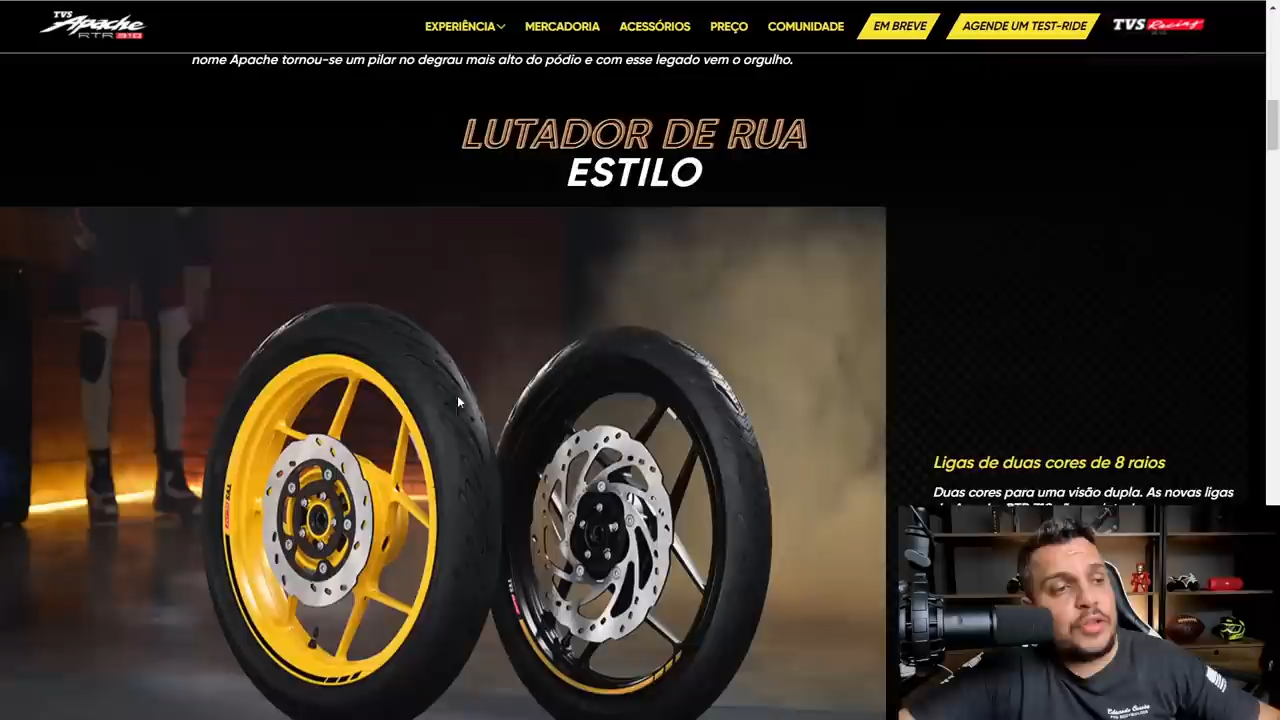 TVS
Apache
RTR 310
EXPERIÊNCIA
MERCADORIA
ACESSÓRIOS
PREÇO
COMUNIDADE
EM BREVE
AGENDE UM TEST-RIDE
TVS Racing
nome Apache tornou-se um pilar no degrau mais alto do pódio e com esse legado vem o orgulho.
LUTADOR DE RUA
ESTILO
Ligas de duas cores de 8 raios
Duas cores para uma visão dupla. As novas ligas